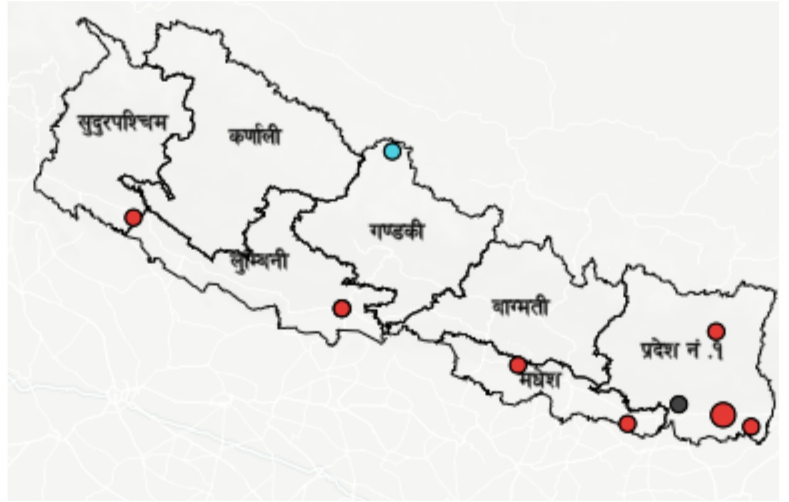 सुदुरपश्चिम
कर्णाली
गण्डकी
लुम्बिनी
बाग्मती
प्रदेश नं .१
मधेश